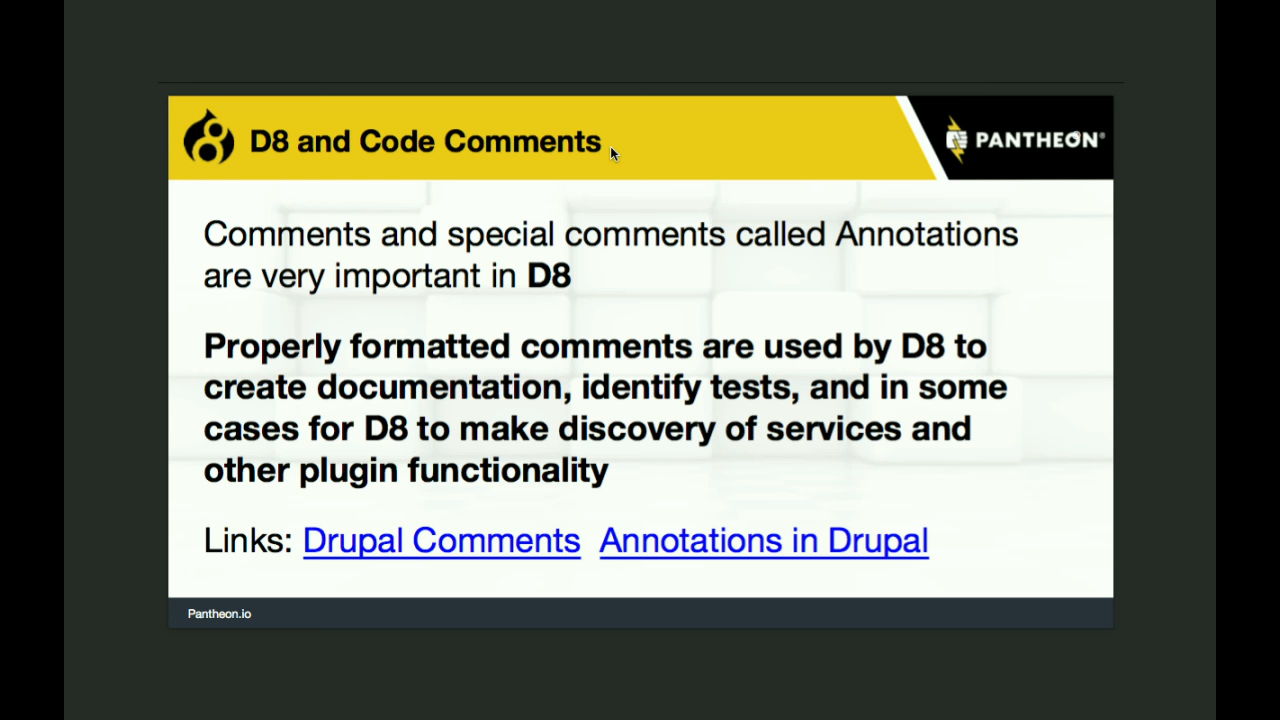 D8 and Code Comments
PANTHEON®
Comments and special comments called Annotations
are very important in D8
Properly formatted comments are used by D8 to
create documentation, identify tests, and in some
cases for D8 to make discovery of services and
other plugin functionality
Links: Drupal Comments Annotations in Drupal
Pantheon.io